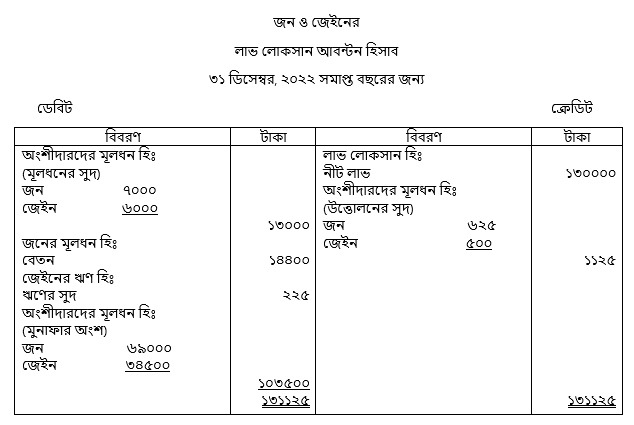 জন ও জেইনের
লাভ লোকসান আবন্টন হিসাব
৩১ ডিসেম্বর, ২০২২ সমাপ্ত বছরের জন্য
ডেবিট ক্রেডিট
বিবরণ টাকা বিবরণ টাকা
অংশীদারদের মূলধন হিঃ লাভ লোকসান হিঃ
(মূলধনের সুদ) নীট লাভ ১৩০০০০
জন ৭০০০ অংশীদারদের মূলধন হিঃ
জেইন ৬০০০ (উত্তোলনের সুদ)
১৩০০০ জন ৬২৫
জনের মূলধন হিঃ জেইন ৫০০
বেতন ১৪৪০০ ১১২৫
জেইনের ঋণ হিঃ
ঋণের সুদ ২২৫
অংশীদারদের মূলধন হিঃ
(মুনাফার অংশ)
জন ৬৯০০০
জেইন ৩৪৫০০
১০৩৫০০
১৩১১২৫ ১৩১১২৫